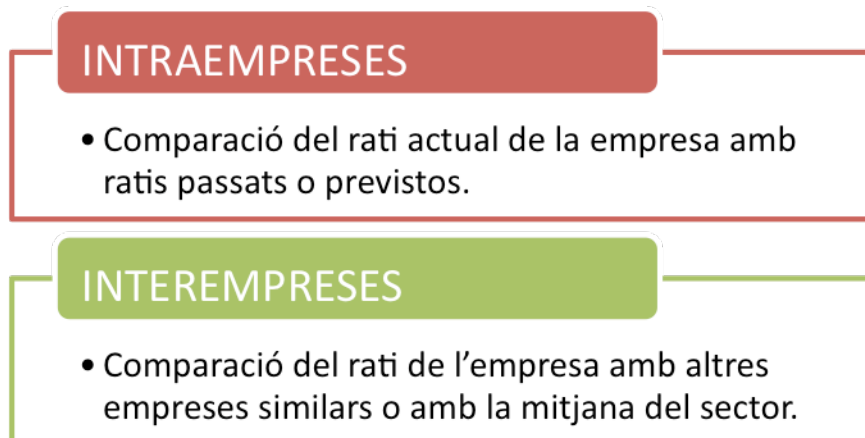 INTRAEMPRESES
• Comparació del rati actual de la empresa amb
ratis passats o previstos.
INTEREMPRESES
• Comparació del rati de l’empresa amb altres
empreses similars o amb la mitjana del sector.